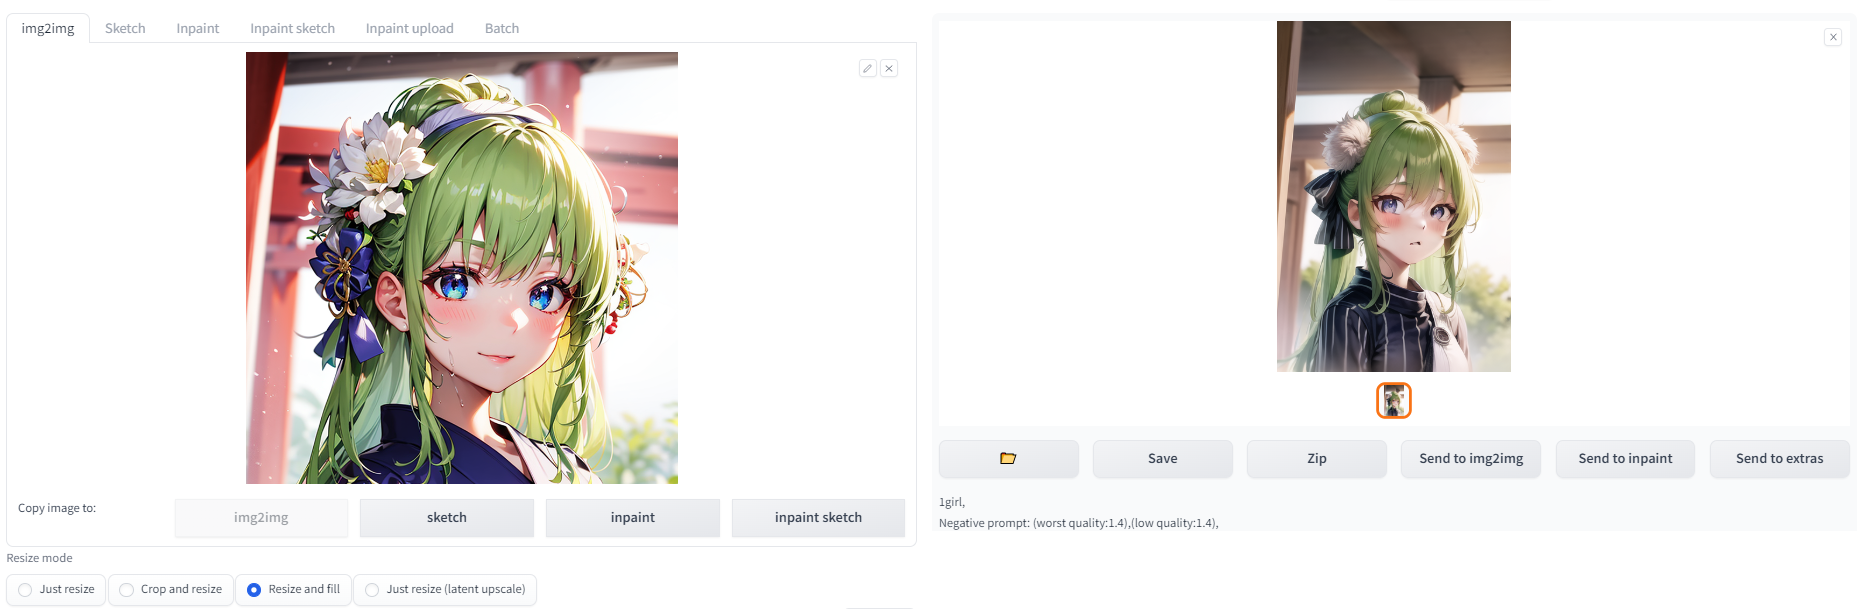 img2img
Sketch
Inpaint
Inpaint sketch
Inpaint upload
Batch
Copy image to:
img2img
sketch
inpaint
inpaint sketch
Resize mode
Just resize
Crop and resize
Resize and fill
Just resize (latent upscale)
Save
Zip
Send to img2img
Send to inpaint
Send to extras
1girl,
Negative prompt: (worst quality:1.4),(low quality:1.4),